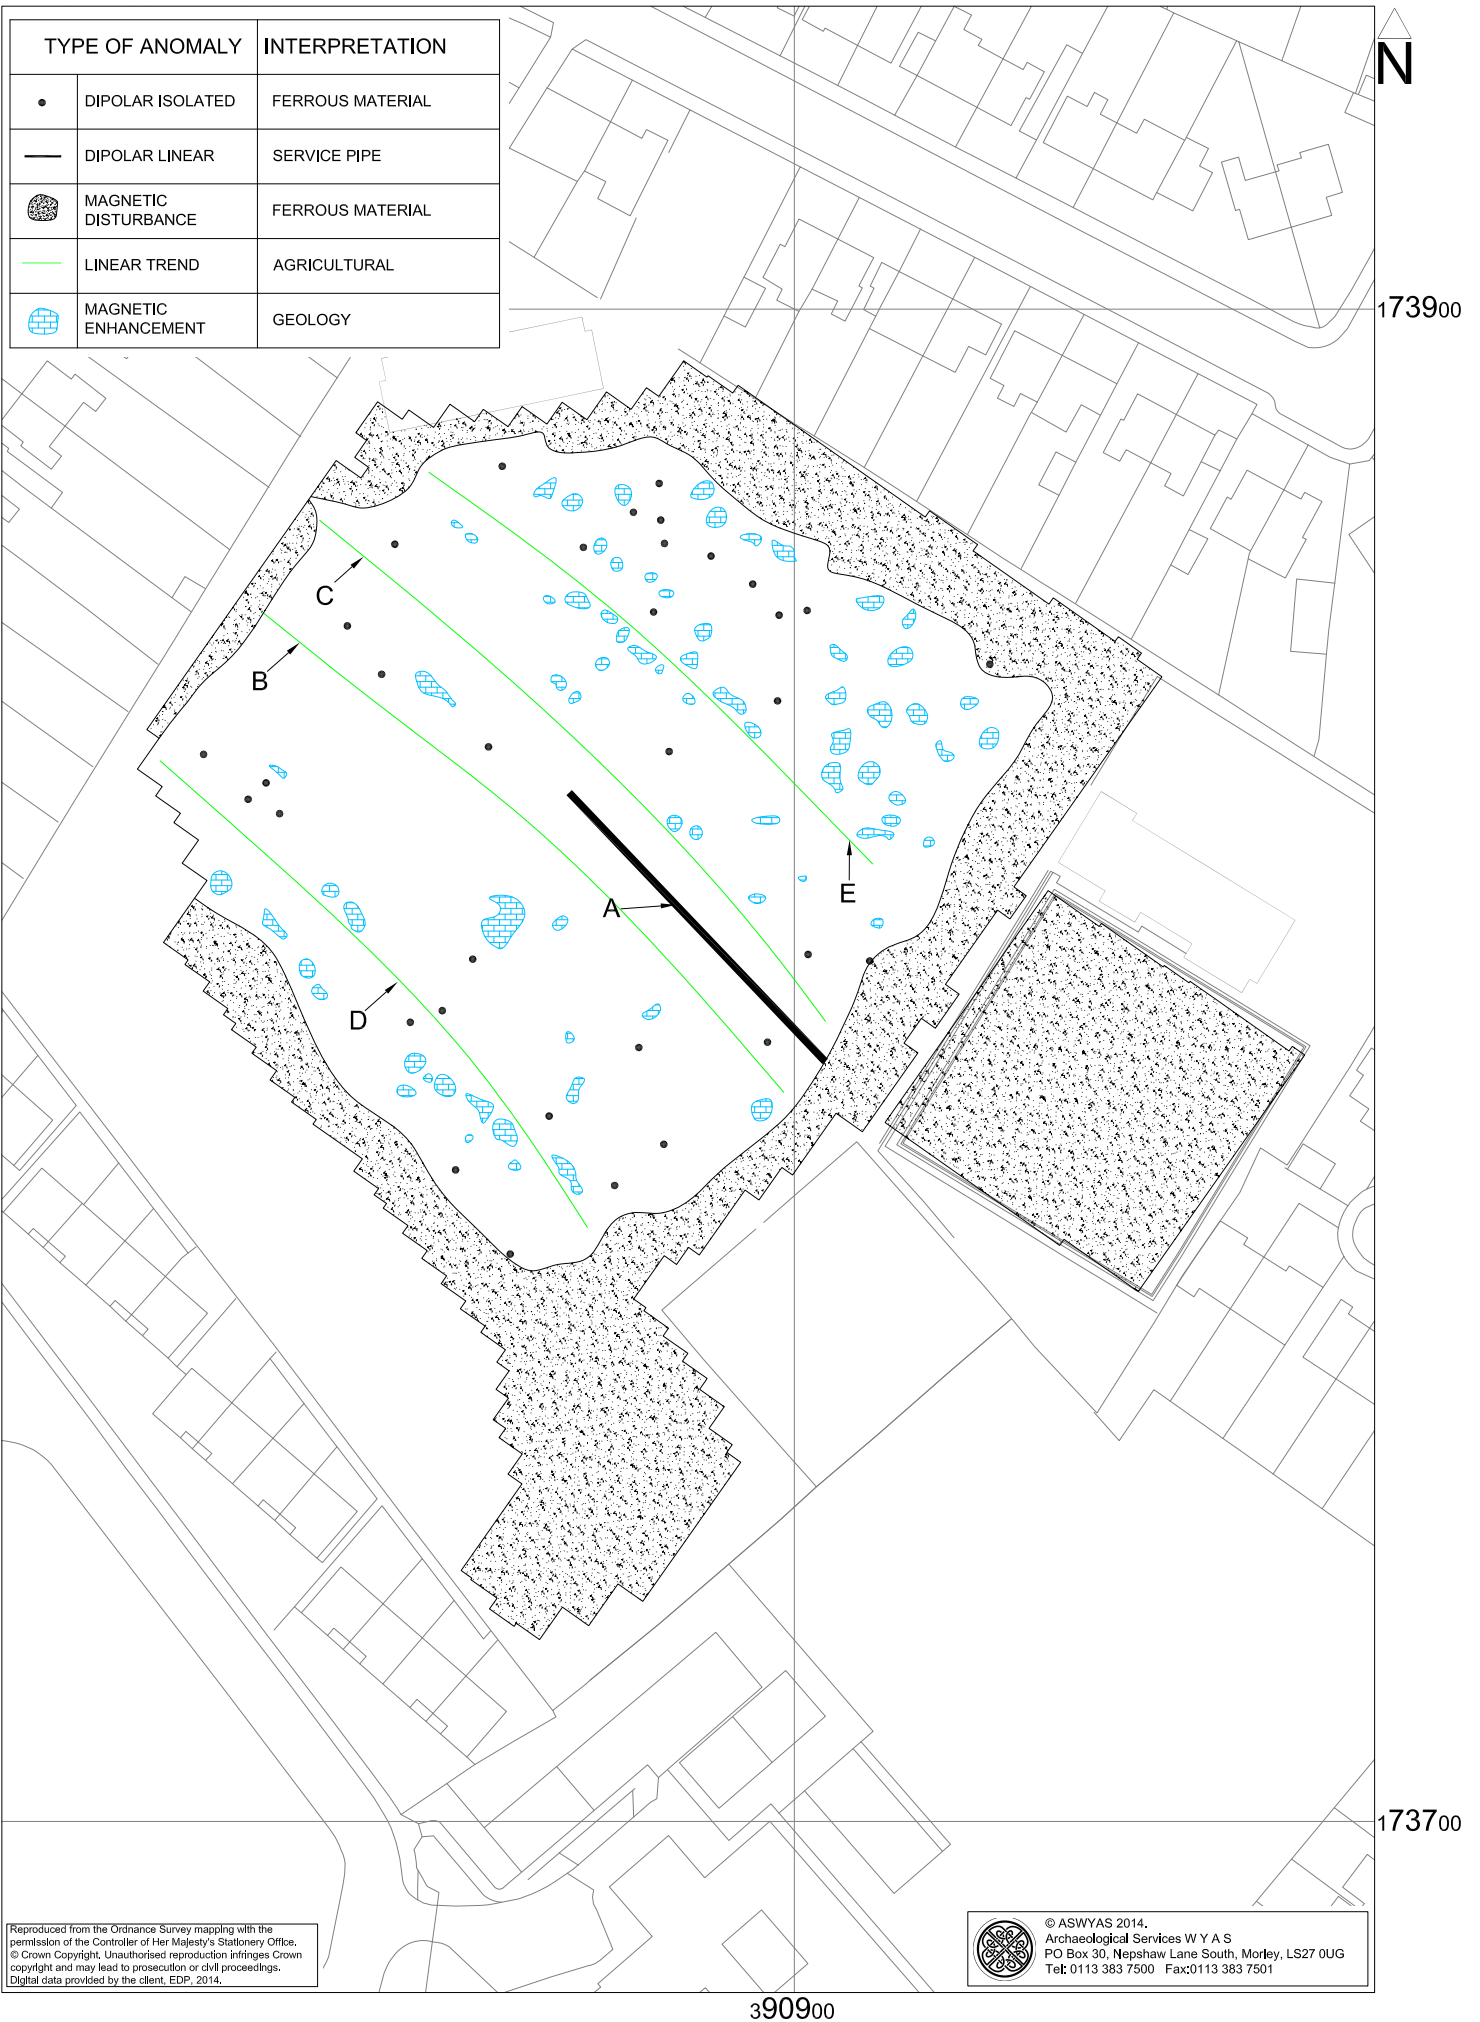 TYPE OF ANOMALY INTERPRETATION
DIPOLAR ISOLATED FERROUS MATERIAL
DIPOLAR LINEAR SERVICE PIPE
MAGNETIC
DISTURBANCE
FERROUS MATERIAL
LINEAR TREND AGRICULTURAL
MAGNETIC
ENHANCEMENT
GEOLOGY
N
173900
C
B
E
A
D
173700
Reproduced from the Ordnance Survey mapping with the
permission of the Controller of Her Majesty's Stationery Office.
© Crown Copyright. Unauthorised reproduction infringes Crown
copyright and may lead to prosecution or civil proceedings.
Digital data provided by the client, EDP, 2014.
© ASWYAS 2014.
Archaeological Services W Y A S
PO Box 30, Nepshaw Lane South, Morley, LS27 0UG
Tel: 0113 383 7500 Fax:0113 383 7501
390900